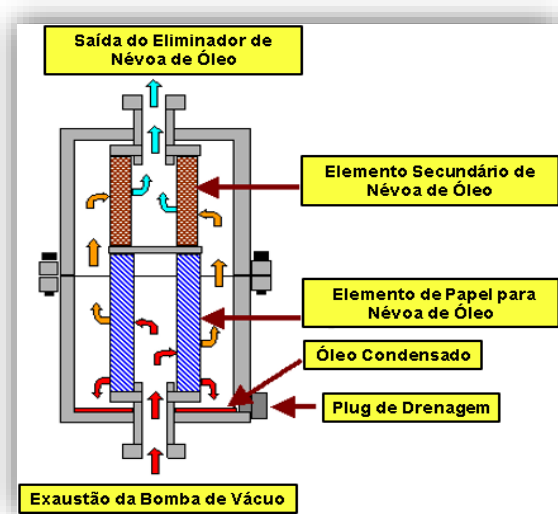 Saída do Eliminador de
Névoa de Óleo
Elemento Secundário de
Névoa de Óleo
Elemento de Papel para
Névoa de Óleo
Óleo Condensado
Plug de Drenagem
Exaustão da Bomba de Vácuo